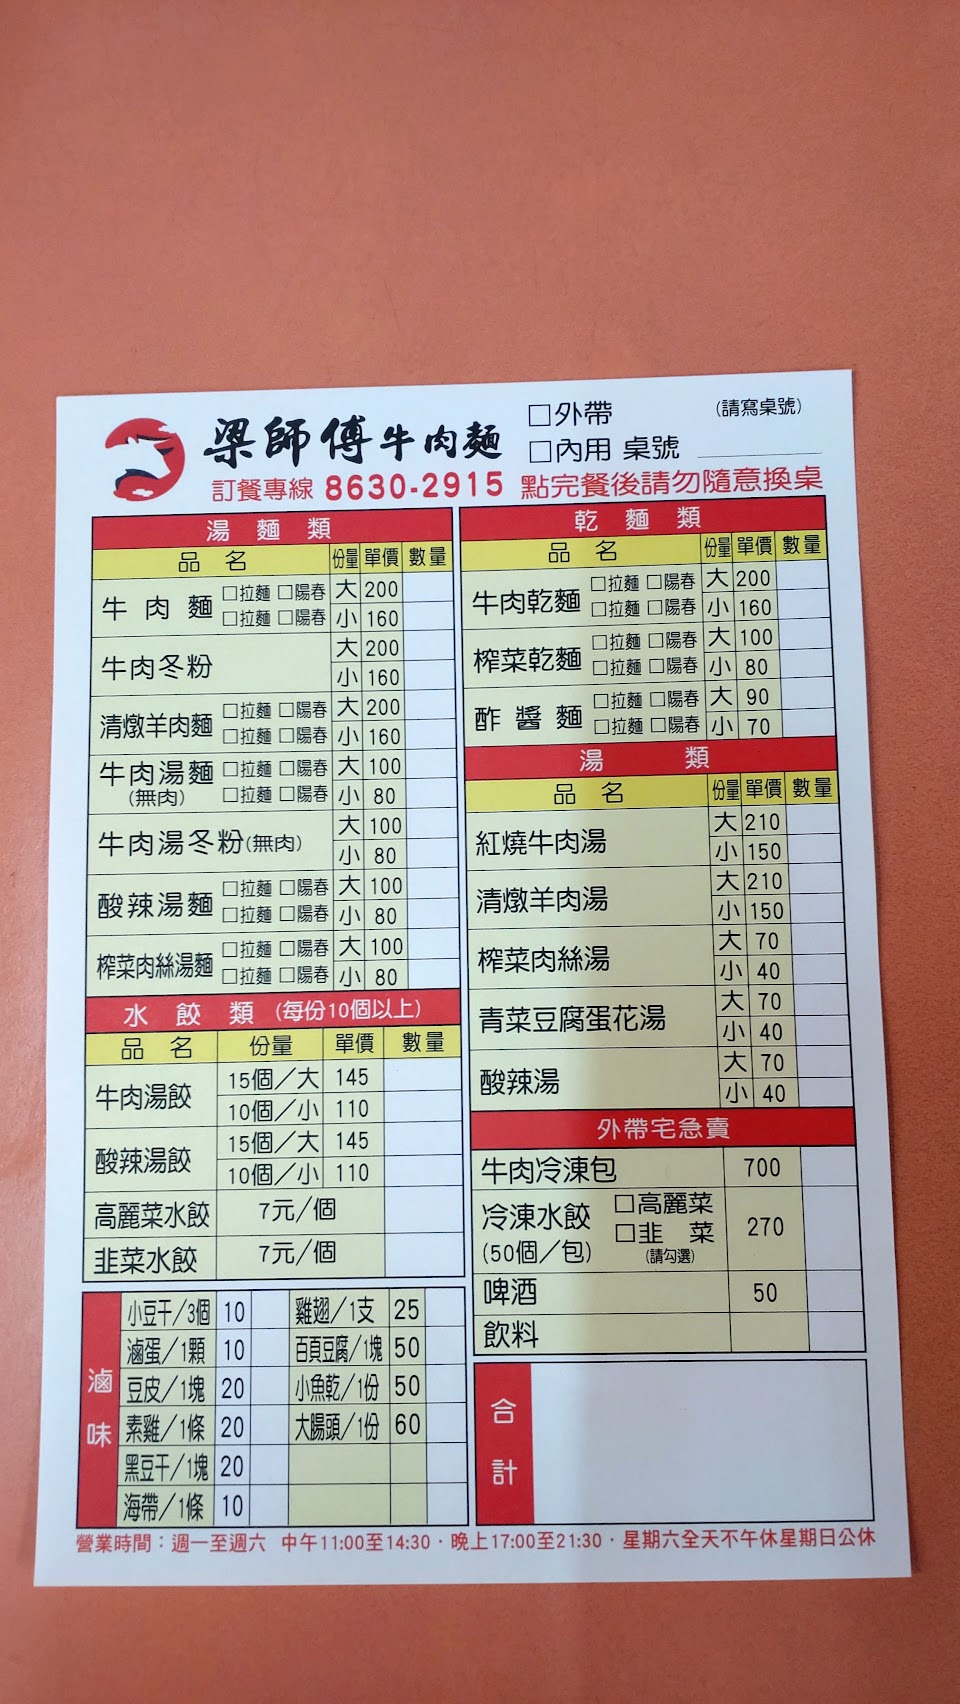 梁師傅牛肉麵
訂餐專線 8630-2915
□外帶 (請寫桌號)
□內用 桌號
點完餐後請勿隨意換桌
湯麵類
品名 份量 單價 數量
牛肉麵 □拉麵 □陽春 大 200
□拉麵 □陽春 小 160
牛肉冬粉 大 200
小 160
清燉羊肉麵 □拉麵 □陽春 大 200
□拉麵 □陽春 小 160
牛肉湯麵 □拉麵 □陽春 大 100
(無肉) □拉麵 □陽春 小 80
牛肉湯冬粉(無肉) 大 100
小 80
酸辣湯麵 □拉麵 □陽春 大 100
□拉麵 □陽春 小 80
榨菜肉絲湯麵 □拉麵 □陽春 大 100
□拉麵 □陽春 小 80
水餃類 (每份10個以上)
品名 份量 單價 數量
牛肉湯餃 15個/大 145
10個/小 110
酸辣湯餃 15個/大 145
10個/小 110
高麗菜水餃 7元/個
韭菜水餃 7元/個
滷味
小豆干/3個 10 雞翅/1支 25
滷蛋/1顆 10 百頁豆腐/1塊 50
豆皮/1塊 20 小魚乾/1份 50
素雞/1條 20 大腸頭/1份 60
黑豆干/1塊 20
海帶/1條 10
乾麵類
品名 份量 單價 數量
牛肉乾麵 □拉麵 □陽春 大 200
□拉麵 □陽春 小 160
榨菜乾麵 □拉麵 □陽春 大 100
□拉麵 □陽春 小 80
酢醬麵 □拉麵 □陽春 大 90
□拉麵 □陽春 小 70
湯類
品名 份量 單價 數量
紅燒牛肉湯 大 210
小 150
清燉羊肉湯 大 210
小 150
榨菜肉絲湯 大 70
小 40
青菜豆腐蛋花湯 大 70
小 40
酸辣湯 大 70
小 40
外帶宅急賣
牛肉冷凍包 700
冷凍水餃 □高麗菜 270
(50個/包) □韭菜
(請勾選)
啤酒 50
飲料
合計
營業時間：週一至週六 中午11:00至14:30・晚上17:00至21:30・星期六全天不午休星期日公休